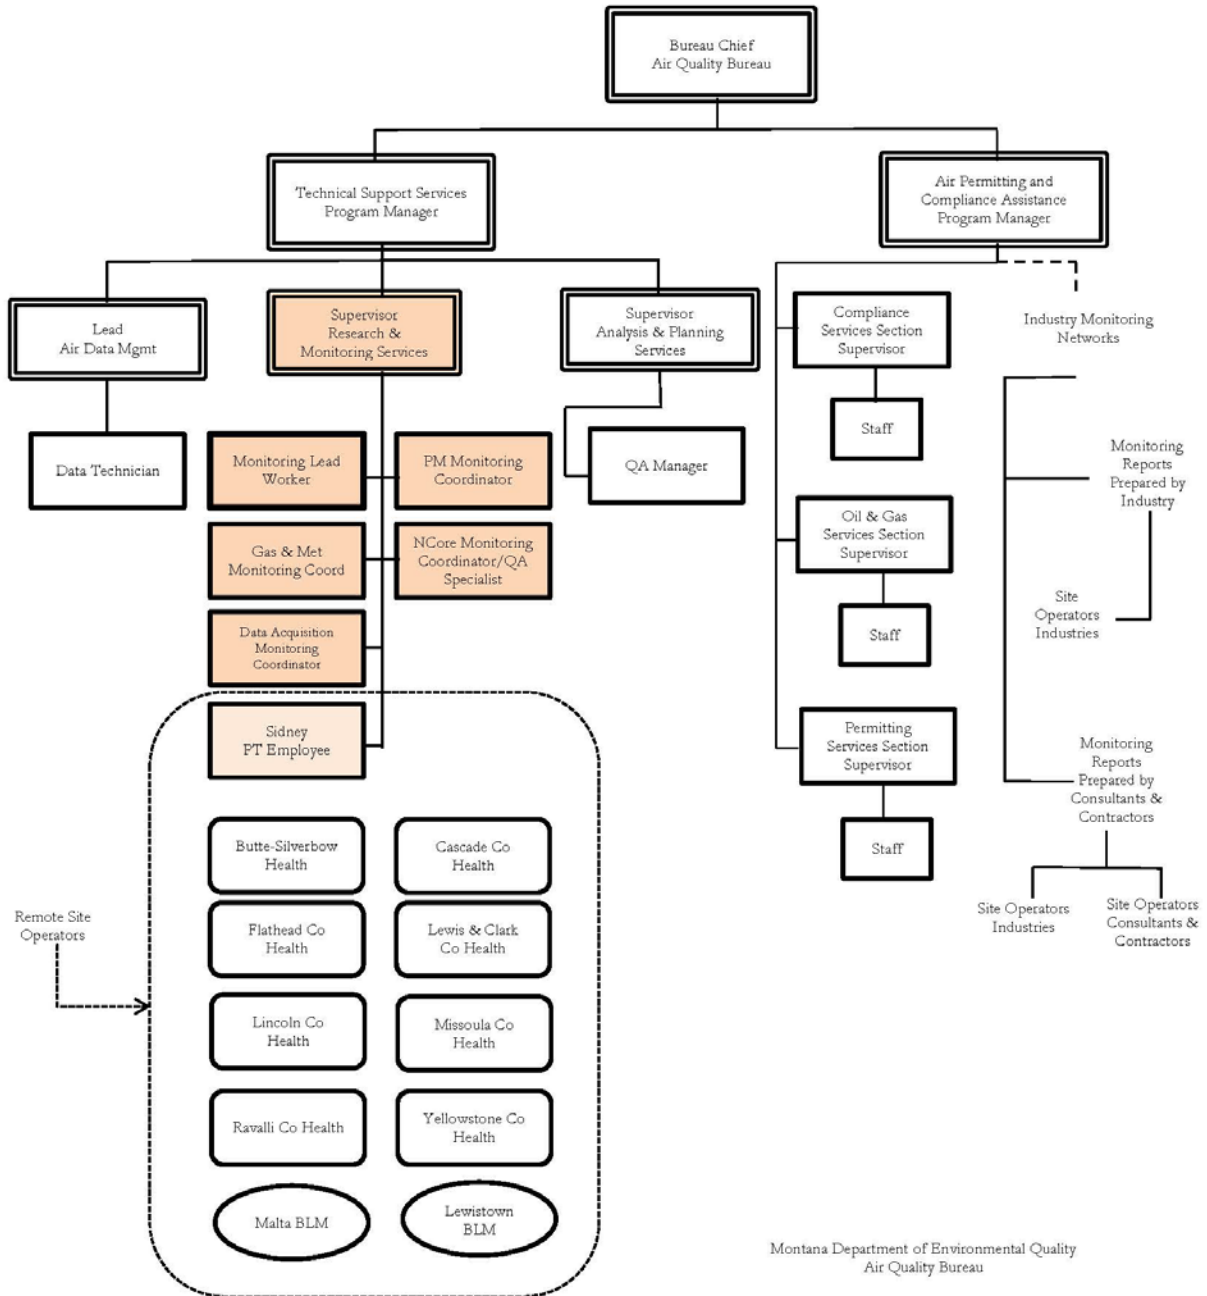 Bureau Chief
Air Quality Bureau
Technical Support Services
Program Manager
Air Permitting and
Compliance Assistance
Program Manager
Lead
Air Data Mgmt
Supervisor
Research &
Monitoring Services
Supervisor
Analysis & Planning
Services
Compliance
Services Section
Supervisor
Industry Monitoring
Networks
Data Technician
Monitoring Lead
Worker
PM Monitoring
Coordinator
QA Manager
Staff
Monitoring
Reports
Prepared by
Industry
Gas & Met
Monitoring Coord
NCore Monitoring
Coordinator/QA
Specialist
Oil & Gas
Services Section
Supervisor
Data Acquisition
Monitoring
Coordinator
Staff
Site
Operators
Industries
Sidney
PT Employee
Permitting
Services Section
Supervisor
Monitoring
Reports
Prepared by
Consultants &
Contractors
Butte-Silverbow
Health
Cascade Co
Health
Staff
Remote Site
Operators
Flathead Co
Health
Lewis & Clark
Co Health
Site Operators
Industries
Site Operators
Consultants &
Contractors
Lincoln Co
Health
Missoula Co
Health
Ravalli Co Health
Yellowstone Co
Health
Malta BLM
Lewistown
BLM
Montana Department of Environmental Quality
Air Quality Bureau